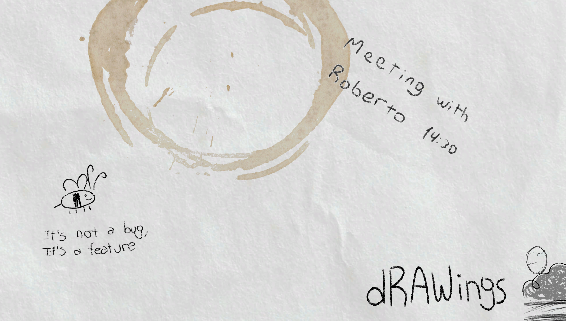 Meeting with
Roberto 14:30
It's not a bug,
It's a feature
dRAWings